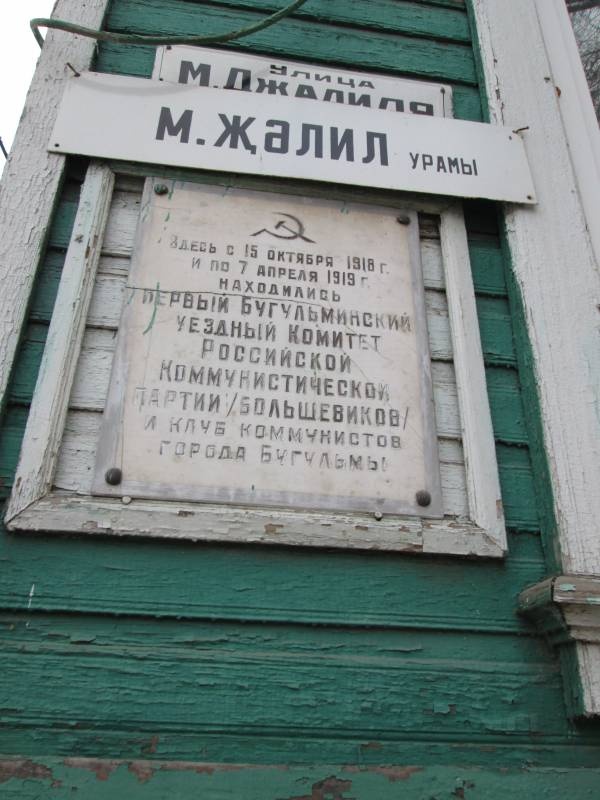 УЛИЦА
М.ДЖАЛИЛЯ
М.ҖӘЛИЛ УРАМЫ
ЗДЕСЬ С 15 ОКТЯБРЯ 1918 Г.
И ПО 7 АПРЕЛЯ 1919 Г.
НАХОДИЛИСЬ
ПЕРВЫЙ БУГУЛЬМИНСКИЙ
УЕЗДНЫЙ КОМИТЕТ
РОССИЙСКОЙ
КОММУНИСТИЧЕСКОЙ
ПАРТИИ /БОЛЬШЕВИКОВ/
И КЛУБ КОММУНИСТОВ
ГОРОДА БУГУЛЬМЫ